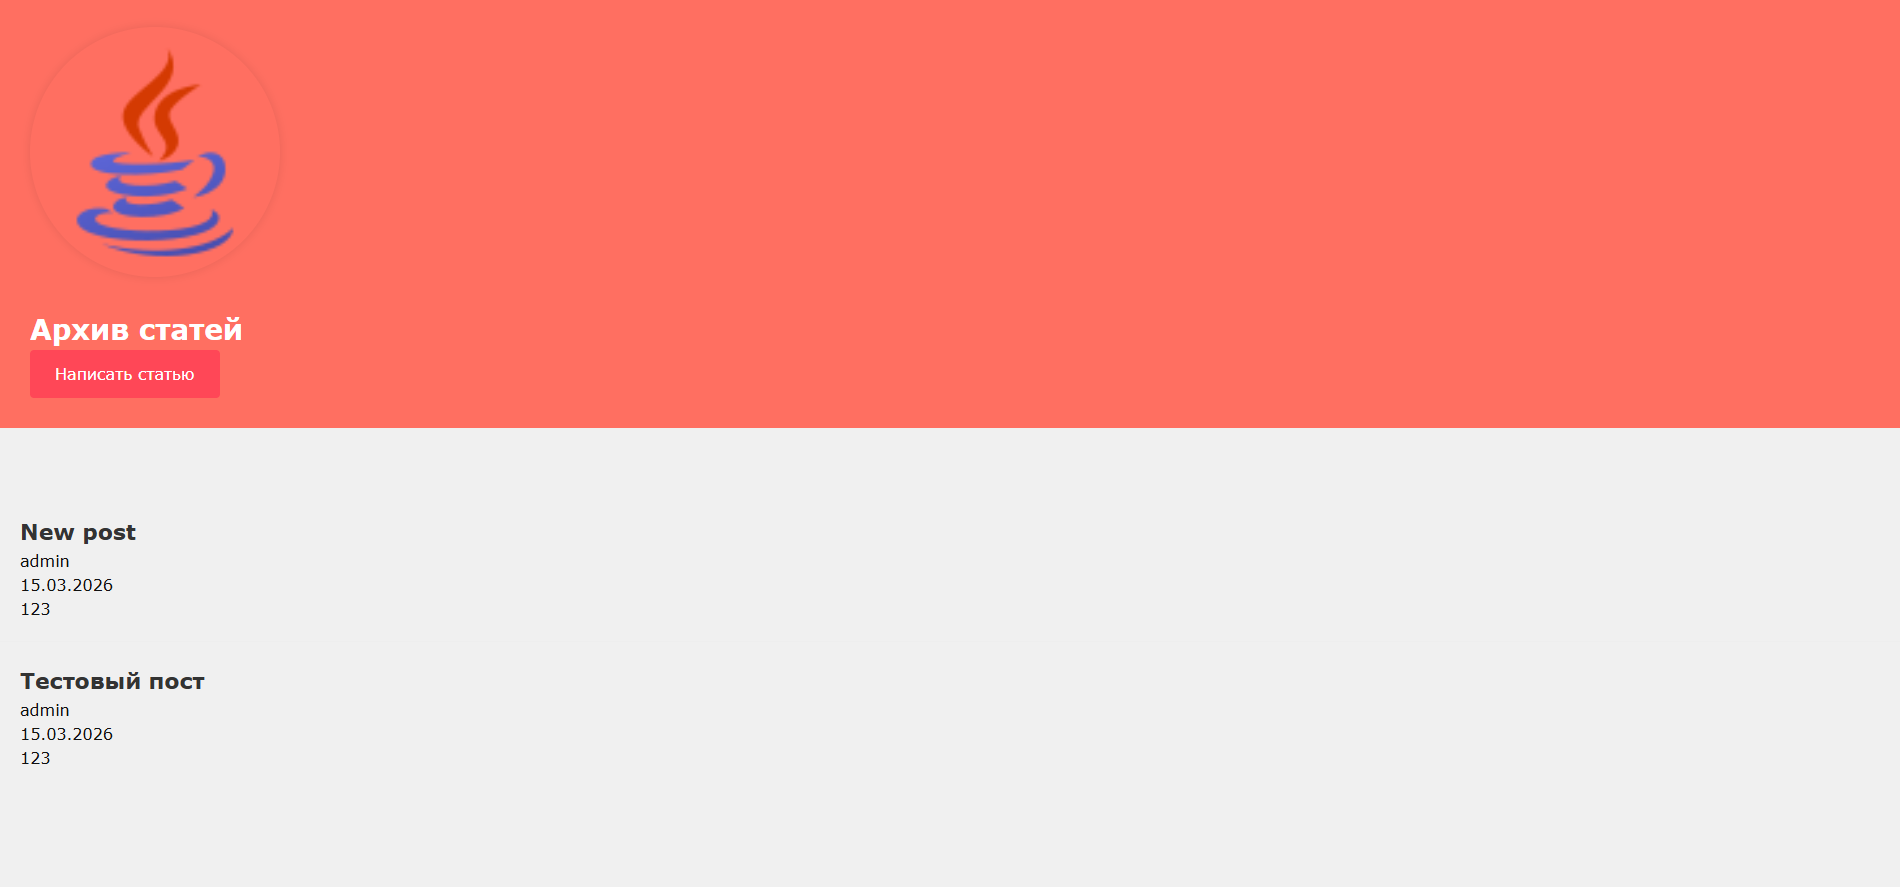 Архив статей
Написать статью
New post
admin
15.03.2026
123
Тестовый пост
admin
15.03.2026
123